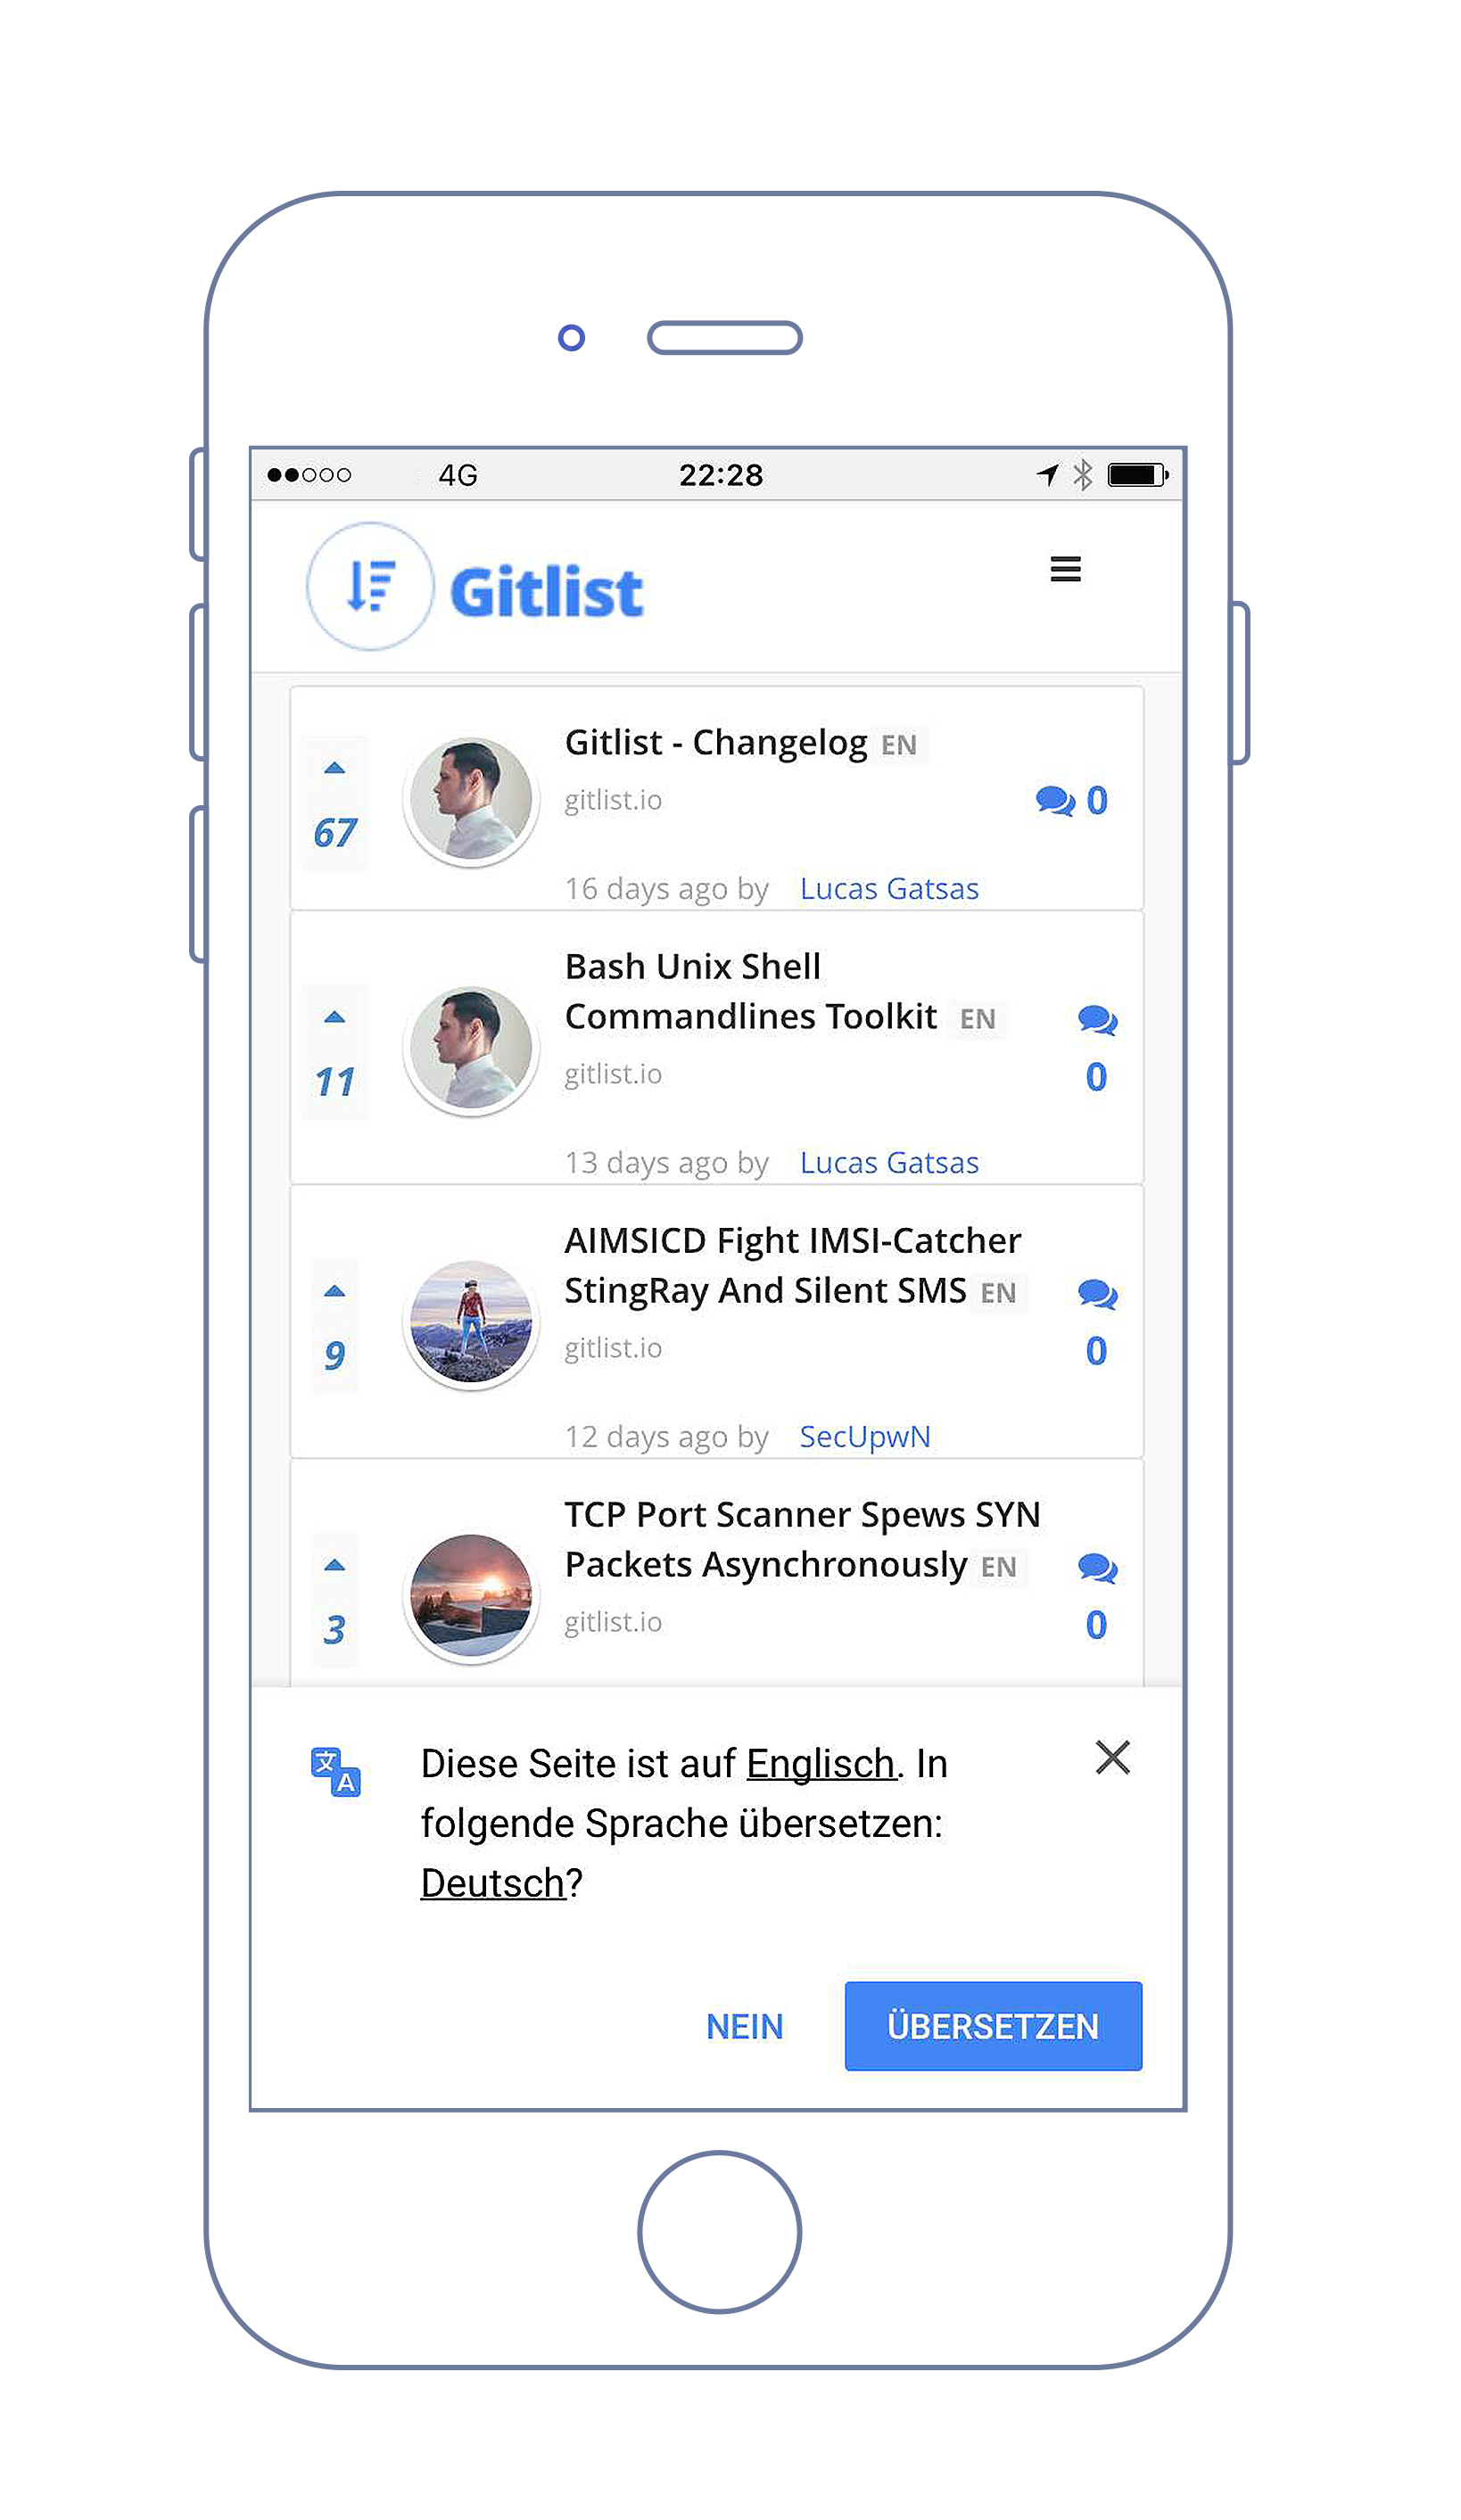 4G 22:28
Gitlist
Gitlist - Changelog EN
gitlist.io
0
67
16 days ago by Lucas Gatsas
Bash Unix Shell
Commandlines Toolkit EN
gitlist.io
0
11
13 days ago by Lucas Gatsas
AIMSICD Fight IMSI-Catcher
StingRay And Silent SMS EN
gitlist.io
0
9
12 days ago by SecUpwN
TCP Port Scanner Spews SYN
Packets Asynchronously EN
gitlist.io
0
3
文
A
Diese Seite ist auf Englisch. In
folgende Sprache übersetzen:
Deutsch?
NEIN ÜBERSETZEN